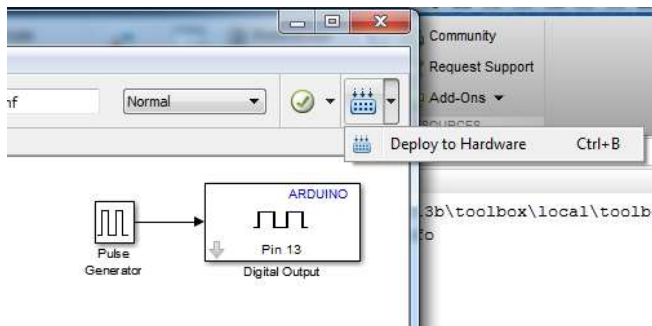 Community
Request Support
Add-Ons
nf
Normal
Deploy to Hardware Ctrl+B
ARDUINO
.3b\toolbox\local\toolb
Pin 13
Pulse
Generator
Digital Output